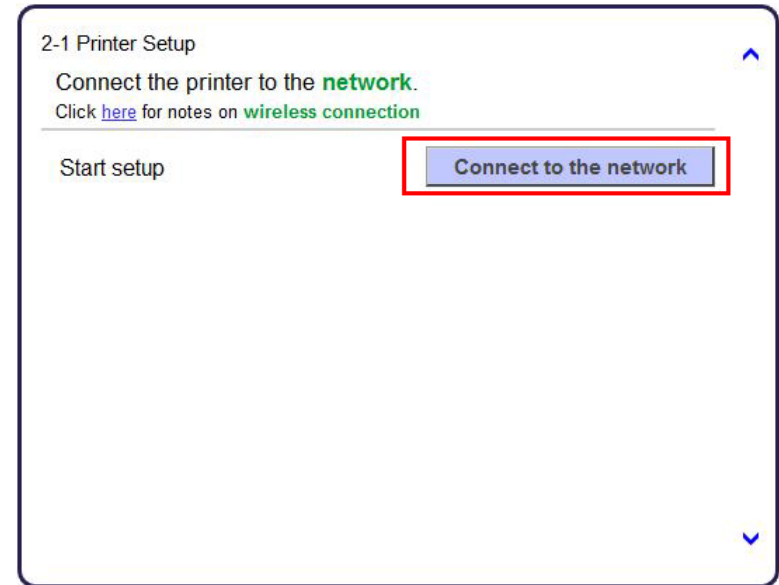 2-1 Printer Setup
Connect the printer to the network.
Click here for notes on wireless connection
Start setup
Connect to the network